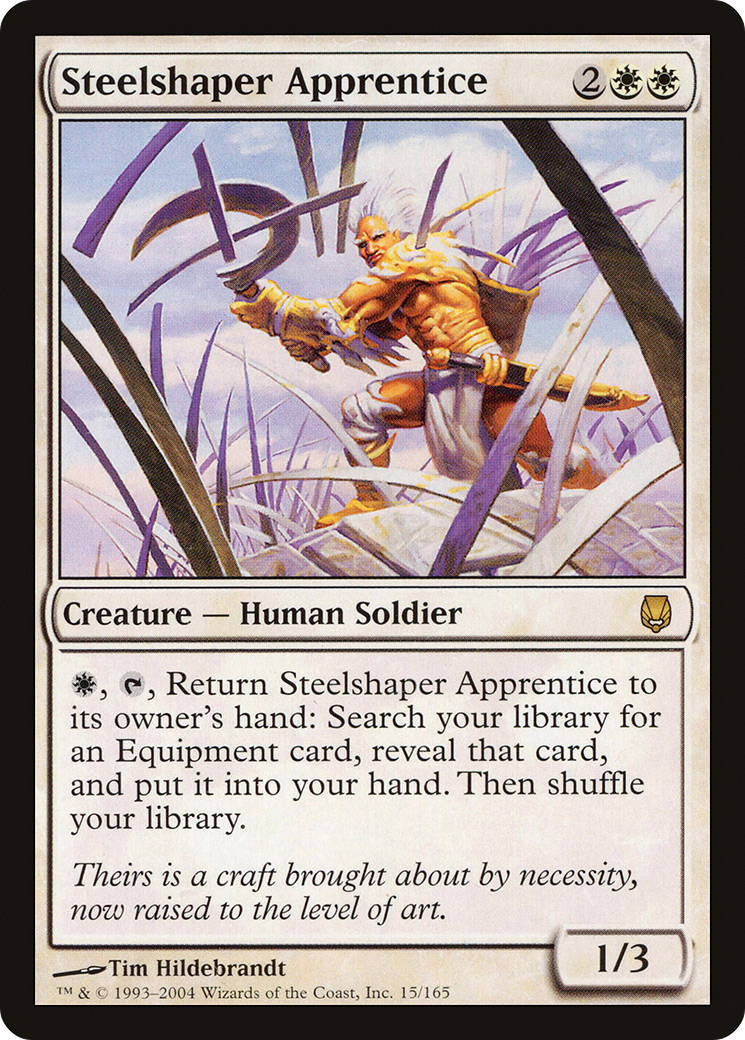 Steelshaper Apprentice 2
Creature — Human Soldier
, , Return Steelshaper Apprentice to
its owner's hand: Search your library for
an Equipment card, reveal that card,
and put it into your hand. Then shuffle
your library.
Theirs is a craft brought about by necessity,
now raised to the level of art.
1/3
Tim Hildebrandt
™ & © 1993–2004 Wizards of the Coast, Inc. 15/165